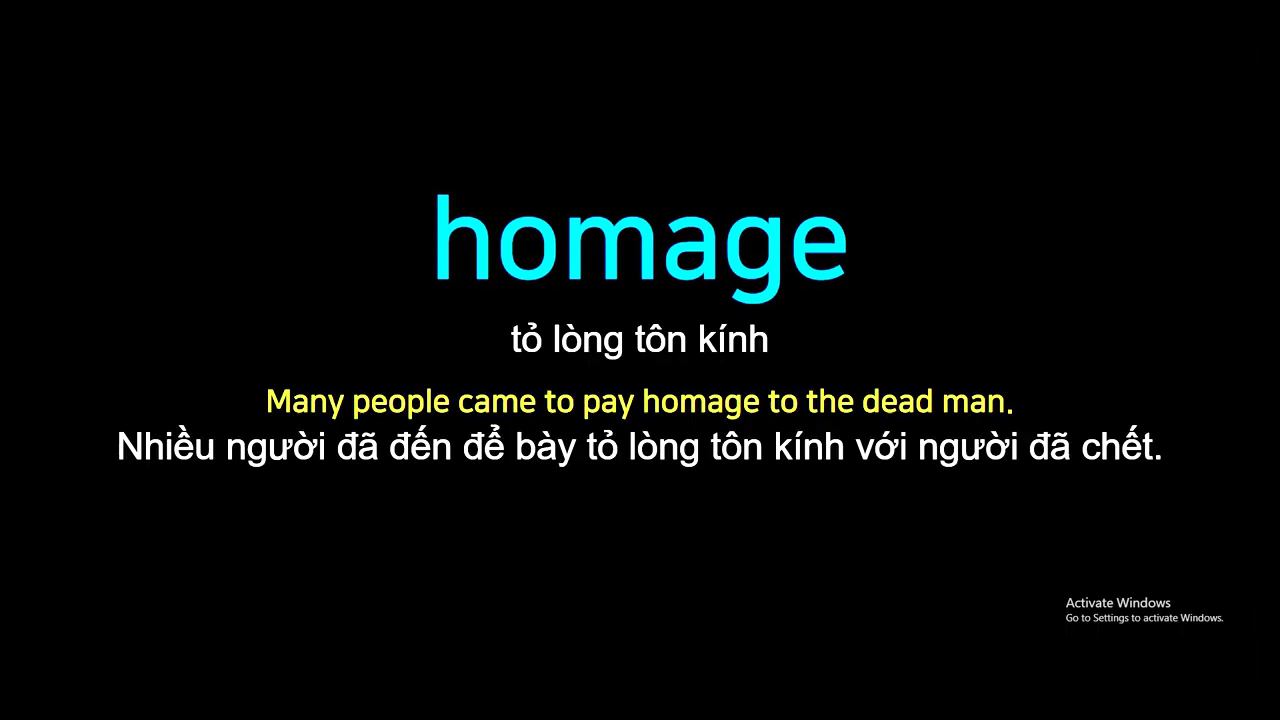 homage
tỏ lòng tôn kính
Many people came to pay homage to the dead man.
Nhiều người đã đến để bày tỏ lòng tôn kính với người đã chết.
Activate Windows
Go to Settings to activate Windows.